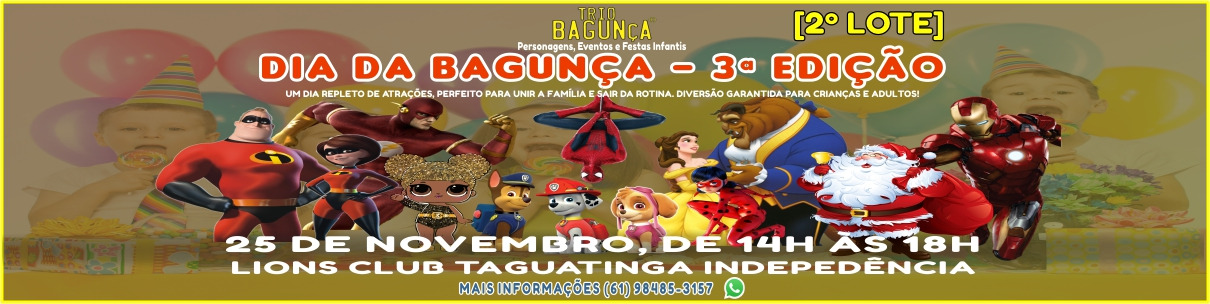 TRIO
BAGUNÇA
Personagens, Eventos e Festas Infantis
[2º LOTE]
DIA DA BAGUNÇA - 3ª EDIÇÃO
UM DIA REPLETO DE ATRAÇÕES, PERFEITO PARA UNIR A FAMÍLIA E SAIR DA ROTINA. DIVERSÃO GARANTIDA PARA CRIANÇAS E ADULTOS!
25 DE NOVEMBRO, DE 14H ÀS 18H
LIONS CLUB TAGUATINGA INDEPEDÊNCIA
MAIS INFORMAÇÕES (61) 98485-3157